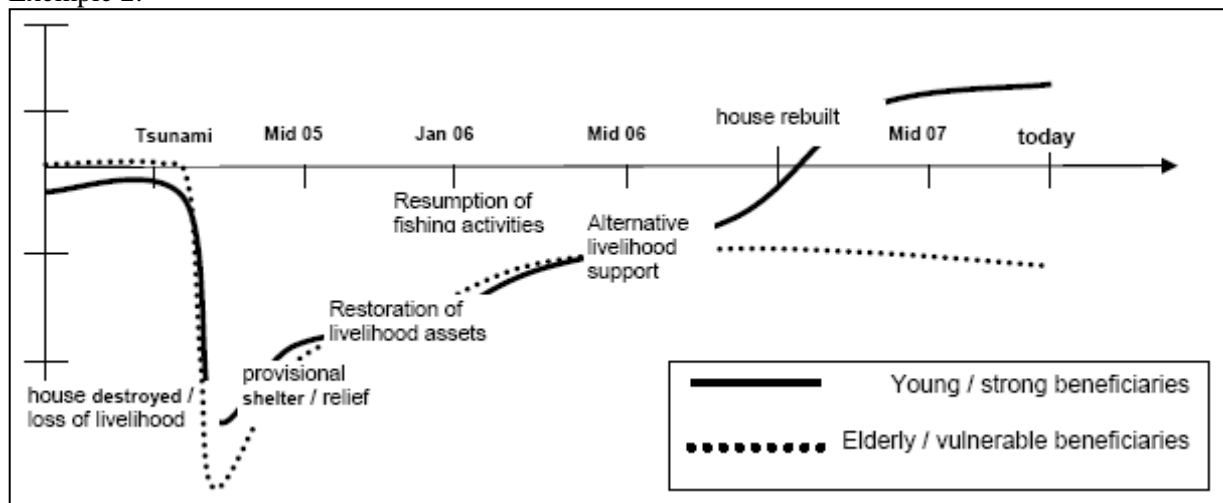 Exemple 2:
Tsunami
Mid 05
Jan 06
Mid 06
house rebuilt
Mid 07
today
Resumption of
fishing activities
Alternative
livelihood
support
Restoration of
livelihood assets
provisional
shelter / relief
house destroyed /
loss of livelihood
Young / strong beneficiaries
Elderly / vulnerable beneficiaries